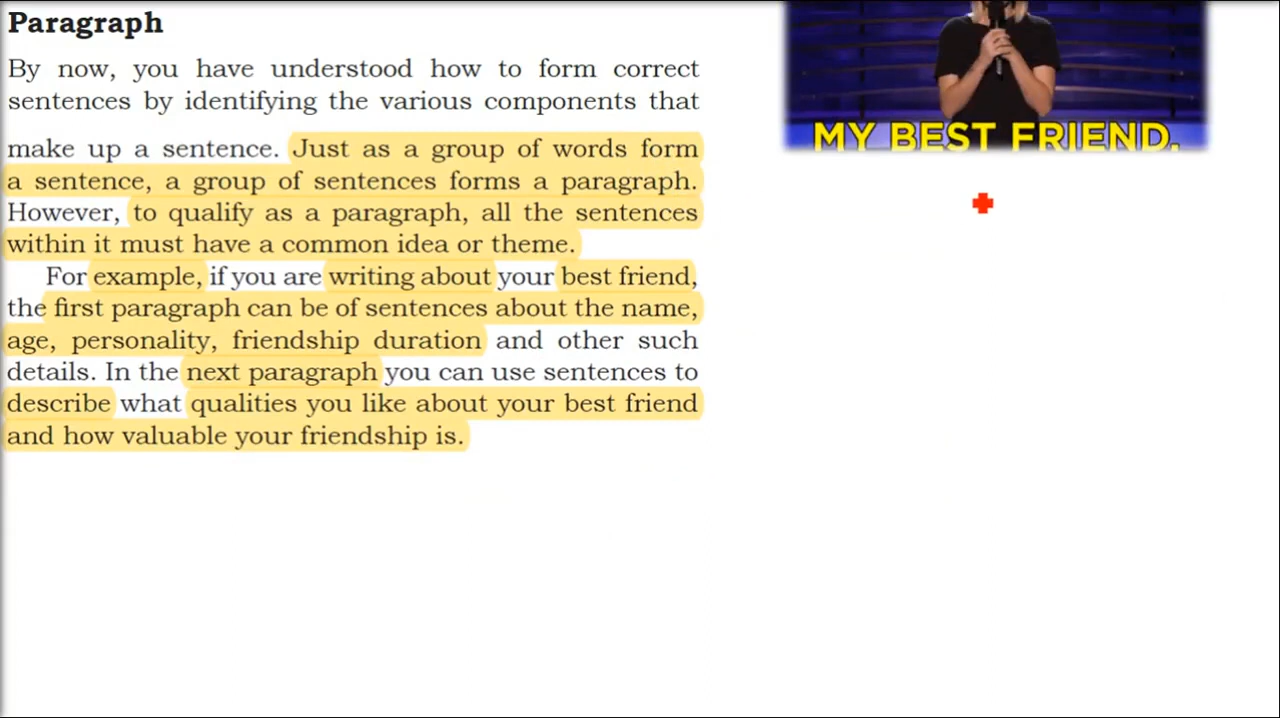 Paragraph
By now, you have understood how to form correct
sentences by identifying the various components that
make up a sentence. Just as a group of words form
a sentence, a group of sentences forms a paragraph.
However, to qualify as a paragraph, all the sentences
within it must have a common idea or theme.
For example, if you are writing about your best friend,
the first paragraph can be of sentences about the name,
age, personality, friendship duration and other such
details. In the next paragraph you can use sentences to
describe what qualities you like about your best friend
and how valuable your friendship is.
MY BEST FRIEND.